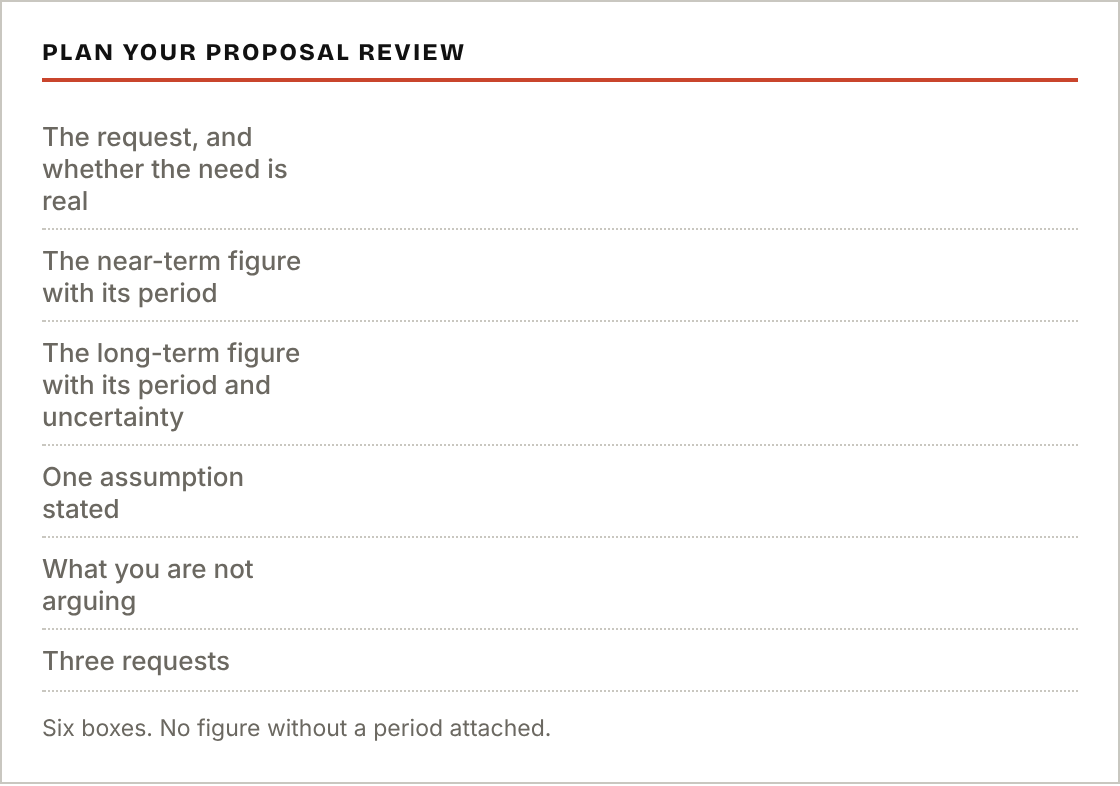 PLAN YOUR PROPOSAL REVIEW
The request, and
whether the need is
real
The near-term figure
with its period
The long-term figure
with its period and
uncertainty
One assumption
stated
What you are not
arguing
Three requests
Six boxes. No figure without a period attached.